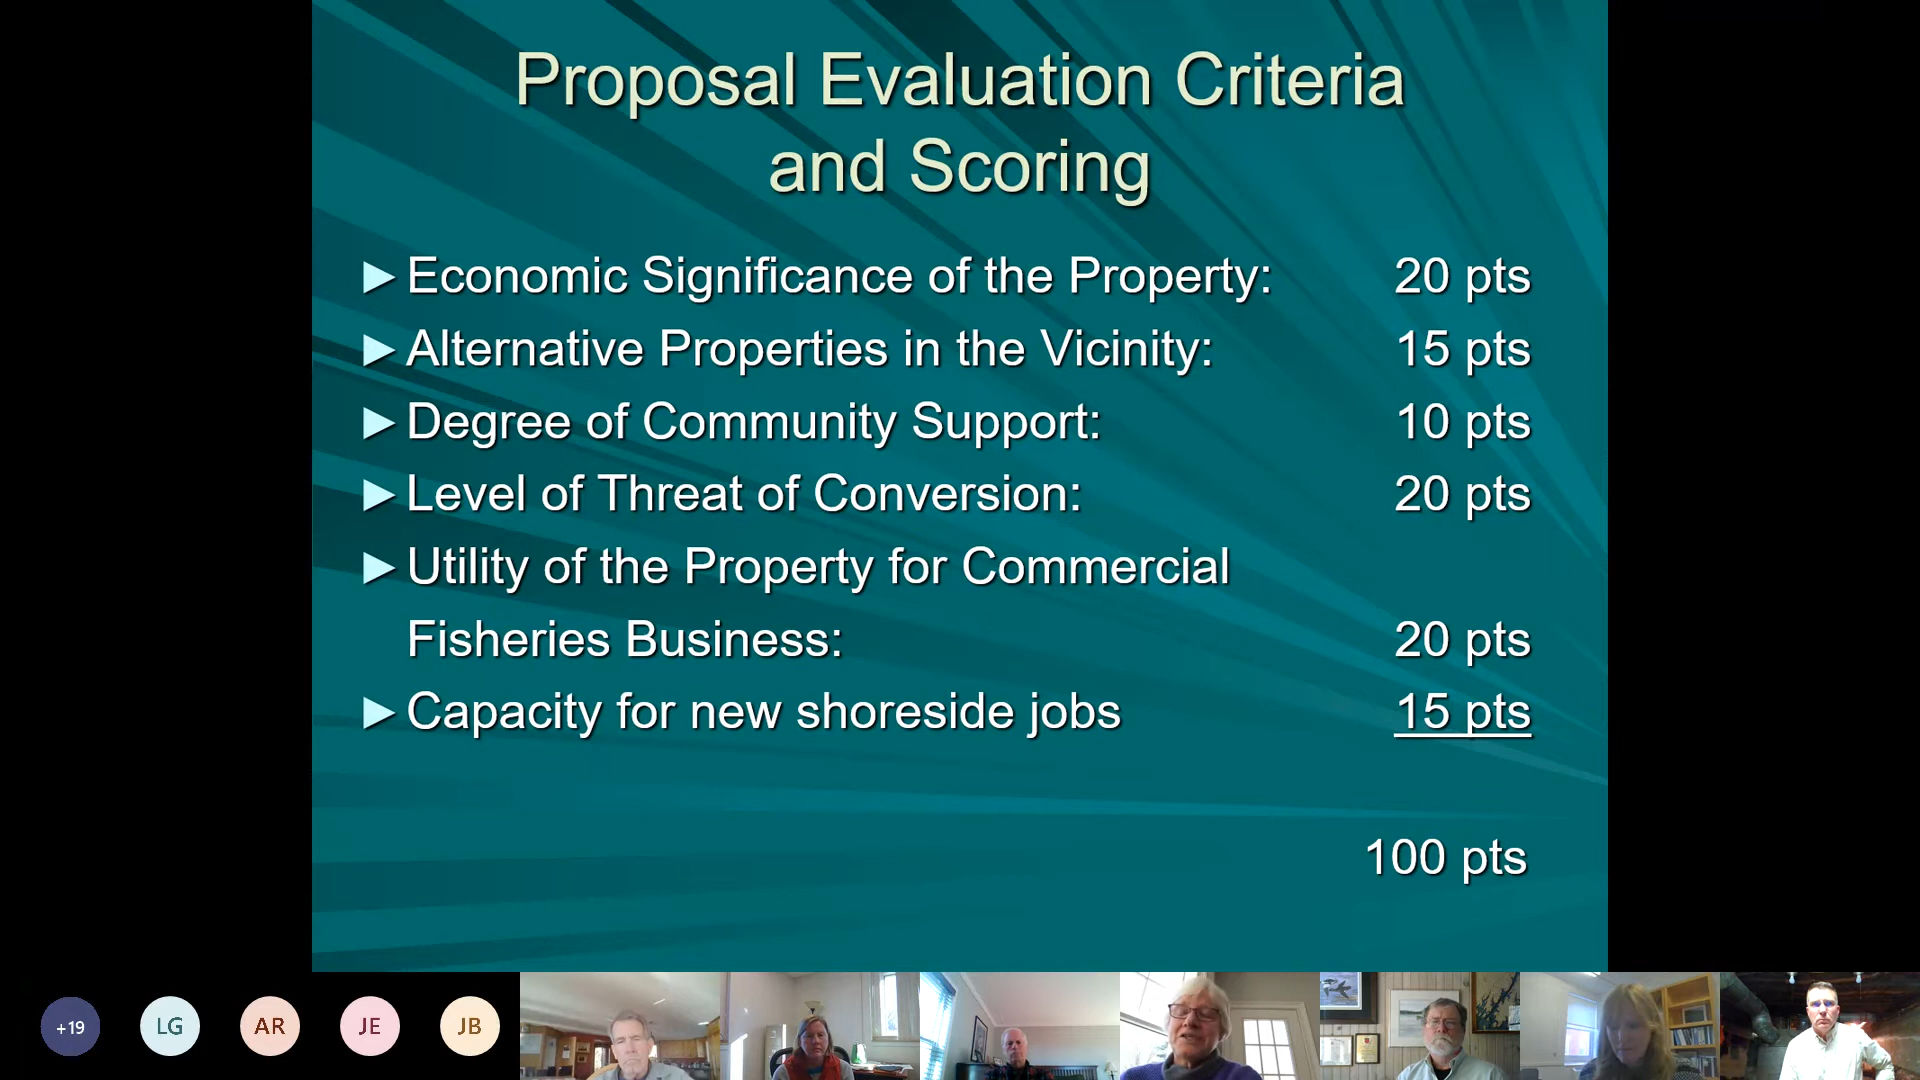 Proposal Evaluation Criteria
and Scoring
►Economic Significance of the Property: 20 pts
►Alternative Properties in the Vicinity: 15 pts
►Degree of Community Support: 10 pts
►Level of Threat of Conversion: 20 pts
►Utility of the Property for Commercial
Fisheries Business: 20 pts
►Capacity for new shoreside jobs 15 pts
100 pts
+19
LG
AR
JE
JB